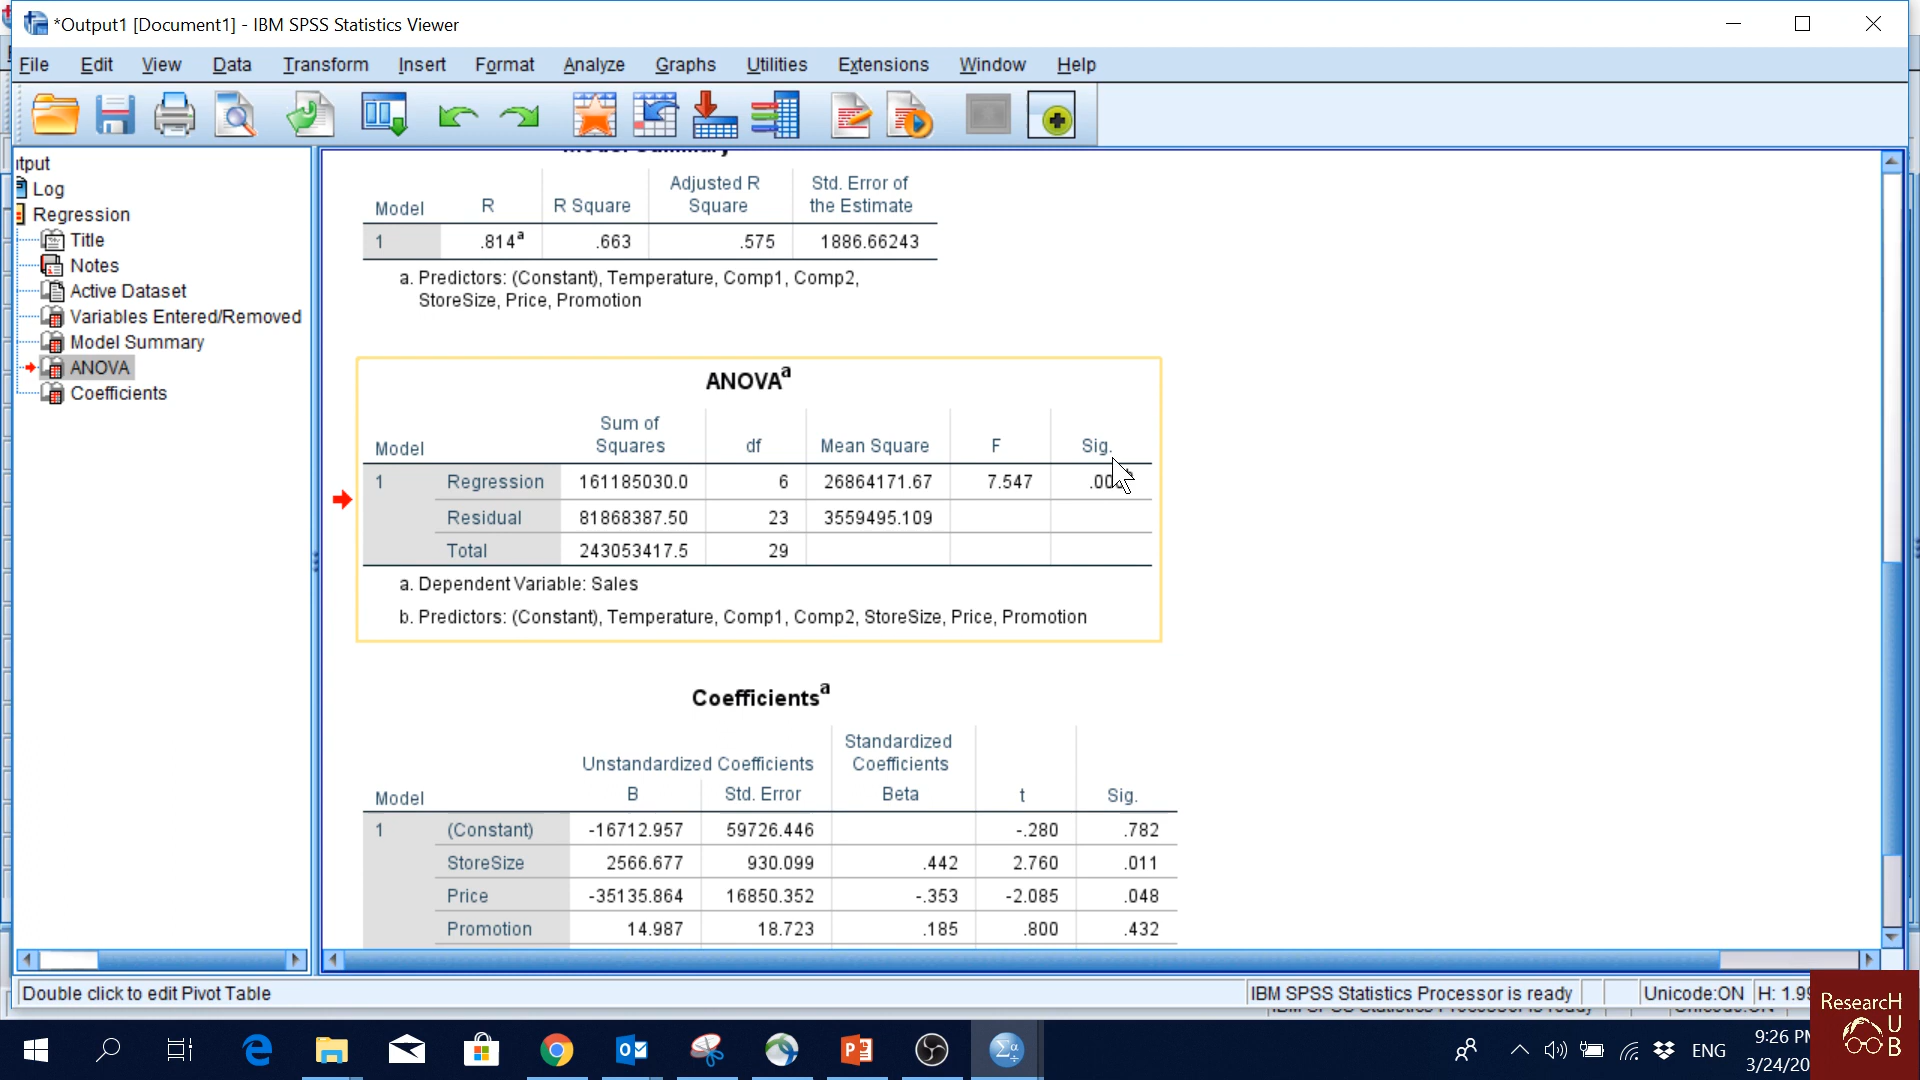 *Output1 [Document1] - IBM SPSS Statistics Viewer
File Edit View Data Transform Insert Format Analyze Graphs Utilities Extensions Window Help
Log
Regression
Title
Notes
Active Dataset
Variables Entered/Removed
Model Summary
ANOVA
Coefficients
Model R R Square Adjusted R Square Std. Error of the Estimate
1 .814a .663 .575 1886.66243
a. Predictors: (Constant), Temperature, Comp1, Comp2,
StoreSize, Price, Promotion
ANOVAa
Model Sum of Squares df Mean Square F Sig.
1 Regression 161185030.0 6 26864171.67 7.547
Residual 81868387.50 23 3559495.109
Total 243053417.5 29
a. Dependent Variable: Sales
b. Predictors: (Constant), Temperature, Comp1, Comp2, StoreSize, Price, Promotion
Coefficientsa
Unstandardized Coefficients Standardized Coefficients
Model B Std. Error Beta t Sig.
1 (Constant) -16712.957 59726.446 -.280 .782
StoreSize 2566.677 930.099 .442 2.760 .011
Price -35135.864 16850.352 -.353 -2.085 .048
Promotion 14.987 18.723 .185 .800 .432
Double click to edit Pivot Table
IBM SPSS Statistics Processor is ready
Unicode:ON
ResearcH
U
B
ENG
9:26